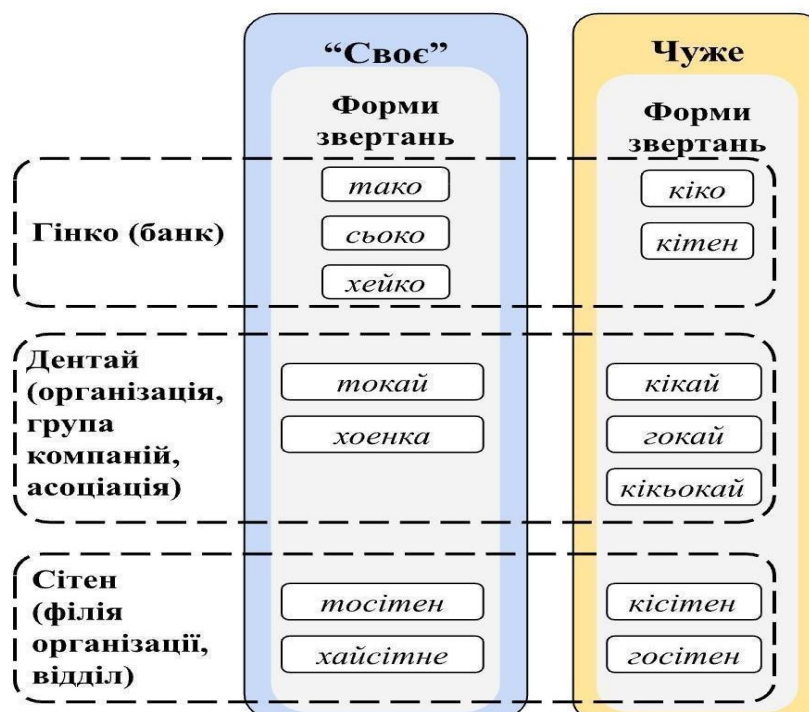 “Своє”
Чуже
Форми
звертань
Форми
звертань
Гінко (банк)
тако
сьоко
хейко
кіко
кітен
Дентай
(організація,
група
компаній,
асоціація)
токай
хоенка
кікай
гокай
кікьокай
Сітен
(філія
організації,
відділ)
тосітен
хайсітне
кісітен
госітен